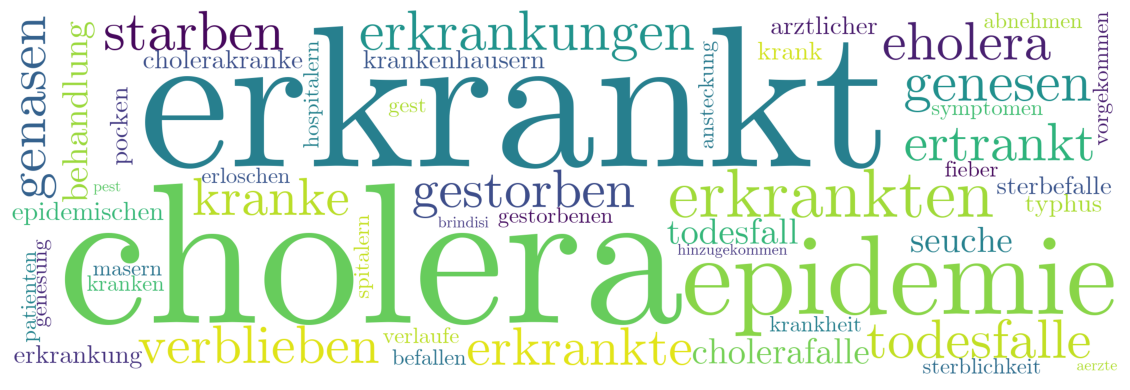 genasen
behandlung
starben
cholerakranke
pocken
erkrankt
hospitalern
erkrankungen
krankenhausern
gest
ansteckung
arztlicher
krank
eholera
abnehmen
genesen
symptomen
vorgekommen
ertrankt
fieber
sterbefalle
typhus
pest
erloschen
epidemischen
kranke
gestorben
brindisi
gestorbenen
erkrankten
todesfall
hinzugekommen
seuche
cholera
epidemie
patienten
genesung
masern
kranken
spitalern
erkrankung
verblieben
verlaufe
befallen
erkrankte
cholerafalle
krankheit
todesfalle
sterblichkeit
aerzte